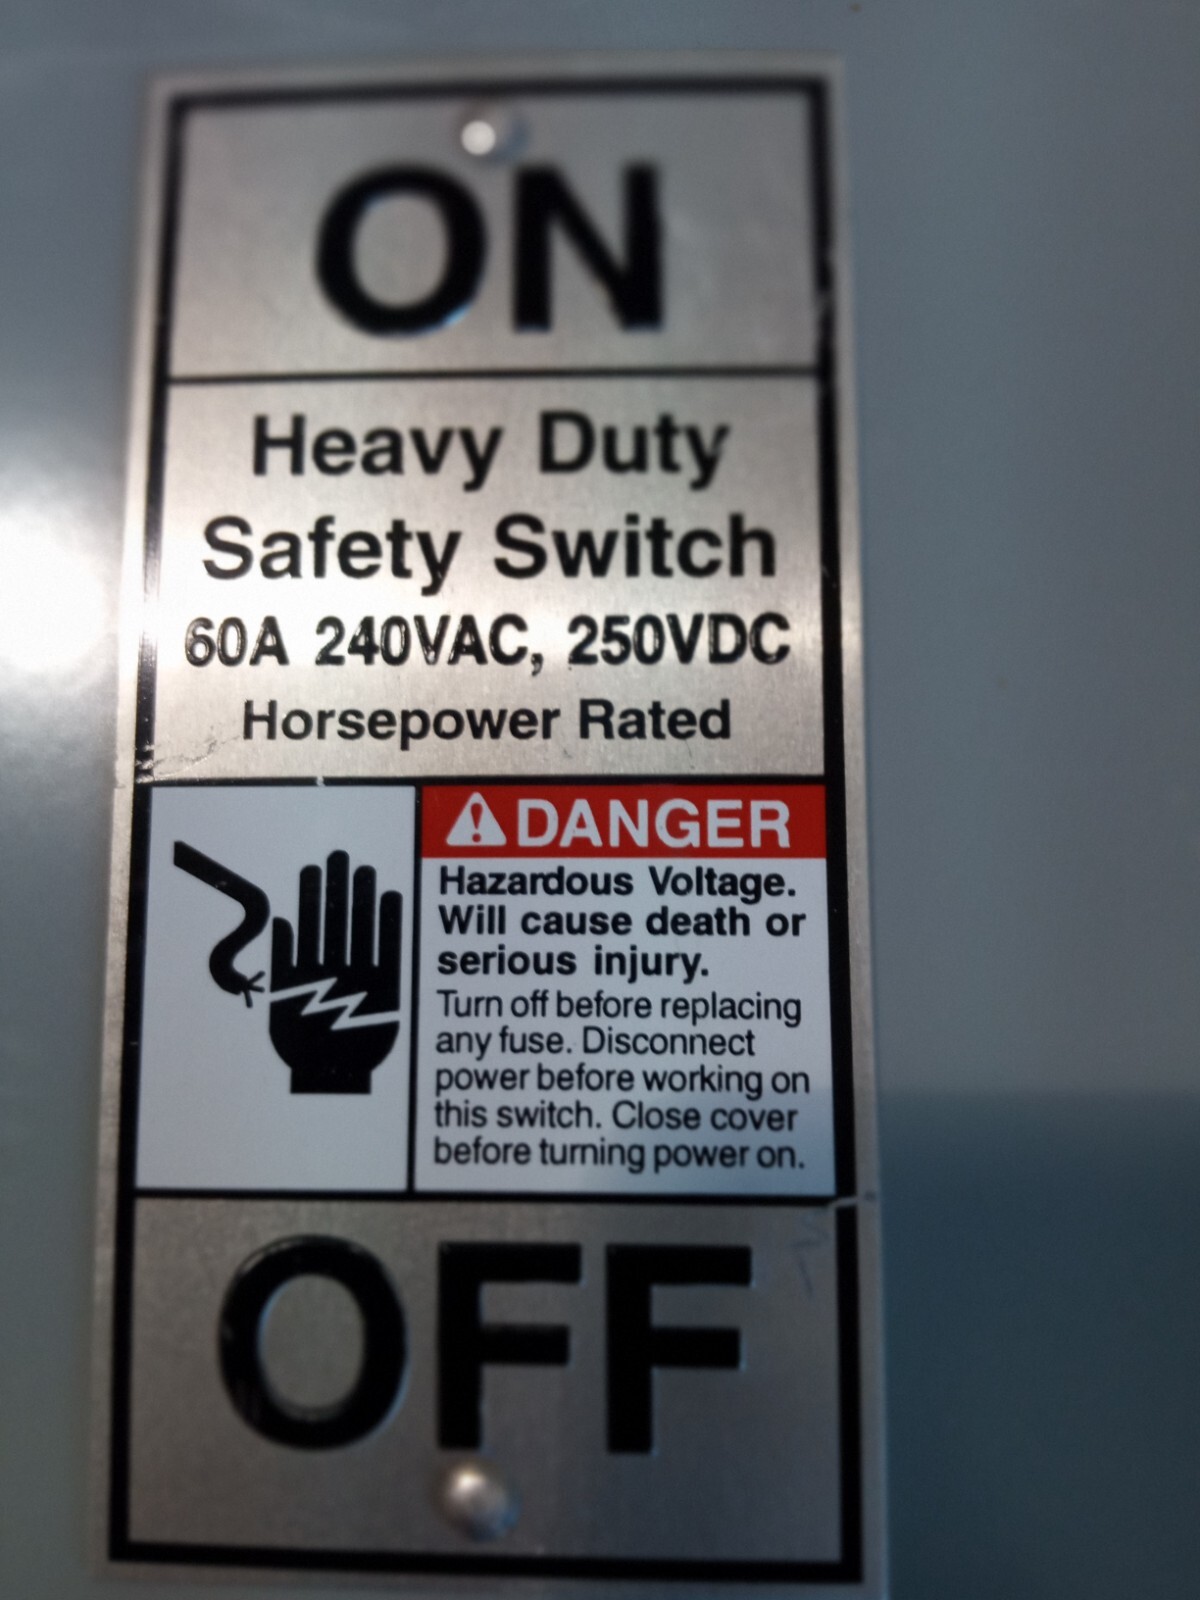 ON
Heavy Duty
Safety Switch
60A 240VAC, 250VDC
Horsepower Rated
DANGER
Hazardous Voltage.
Will cause death or
serious injury.
Turn off before replacing
any fuse. Disconnect
power before working on
this switch. Close cover
before turning power on.
OFF